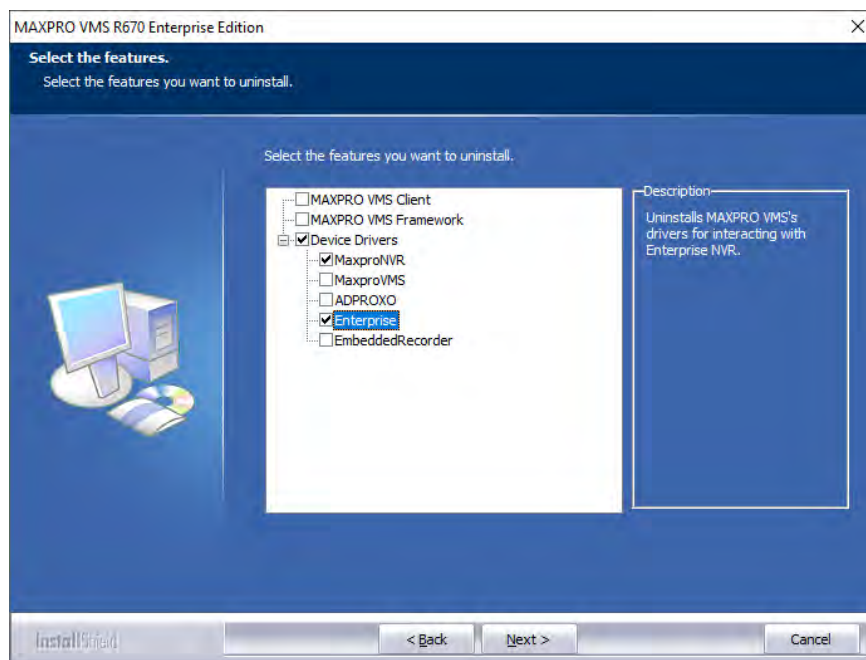 MAXPRO VMS R670 Enterprise Edition
Select the features.
Select the features you want to uninstall.
Select the features you want to uninstall.
MAXPRO VMS Client
MAXPRO VMS Framework
Device Drivers
MaxproNVR
MaxproVMS
ADPROXO
Enterprise
EmbeddedRecorder
Description
Uninstalls MAXPRO VMS's
drivers for interacting with
Enterprise NVR.
InstallShield
< Back
Next >
Cancel